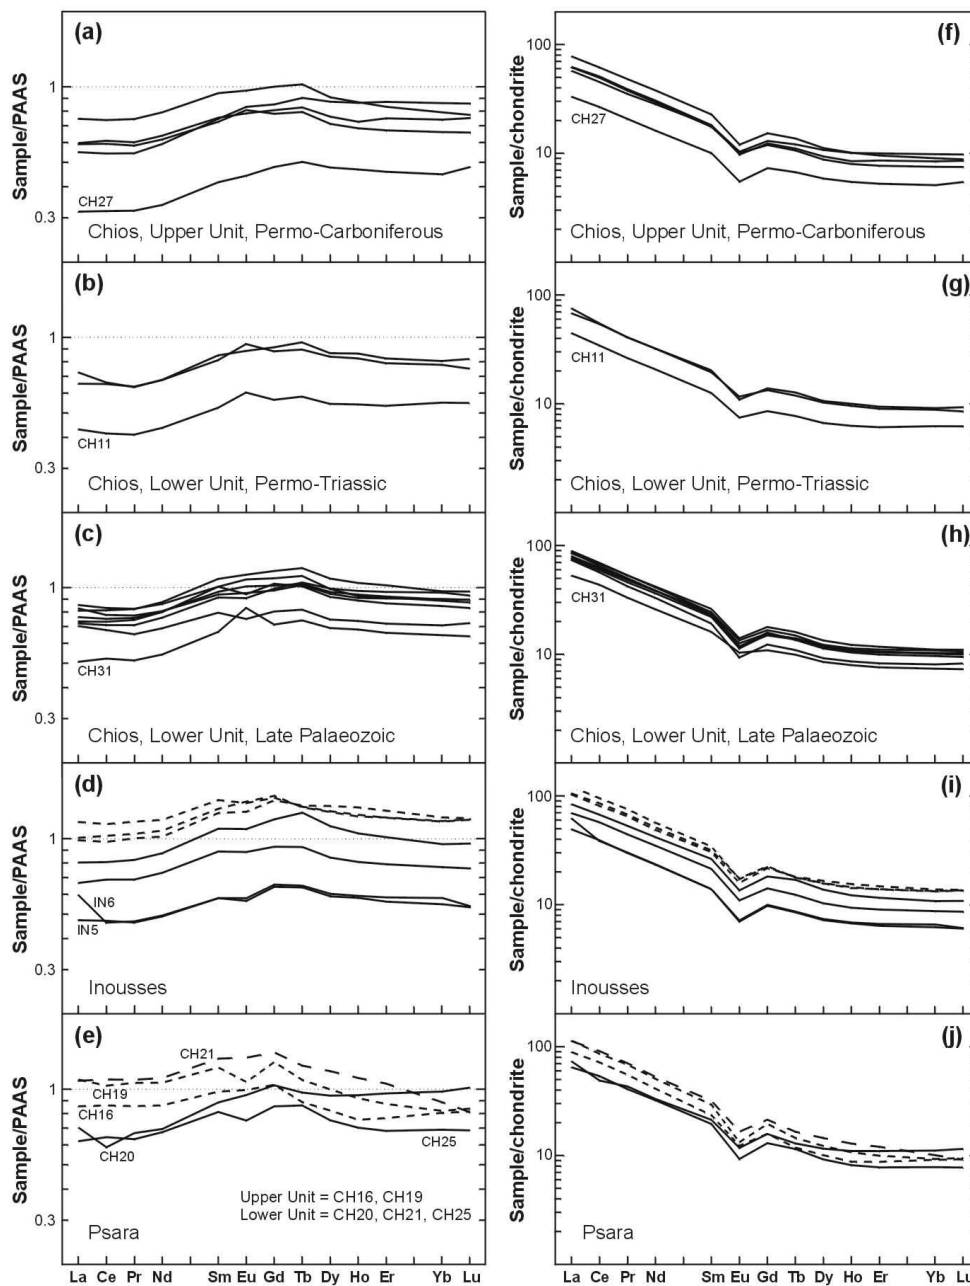 (a)
Sample/PAAS
1
0.3
CH27
Chios, Upper Unit, Permo-Carboniferous
(f)
Sample/chondrite
100
10
CH27
Chios, Upper Unit, Permo-Carboniferous
(b)
Sample/PAAS
1
0.3
CH11
Chios, Lower Unit, Permo-Triassic
(g)
Sample/chondrite
100
10
CH11
Chios, Lower Unit, Permo-Triassic
(c)
Sample/PAAS
1
0.3
CH31
Chios, Lower Unit, Late Palaeozoic
(h)
Sample/chondrite
100
10
CH31
Chios, Lower Unit, Late Palaeozoic
(d)
Sample/PAAS
1
0.3
IN6
IN5
Inousses
(i)
Sample/chondrite
100
10
Inousses
(e)
Sample/PAAS
1
0.3
CH21
CH19
CH16
CH20
CH25
Upper Unit = CH16, CH19
Lower Unit = CH20, CH21, CH25
Psara
La Ce Pr Nd Sm Eu Gd Tb Dy Ho Er Yb Lu
(j)
Sample/chondrite
100
10
Psara
La Ce Pr Nd Sm Eu Gd Tb Dy Ho Er Yb Lu